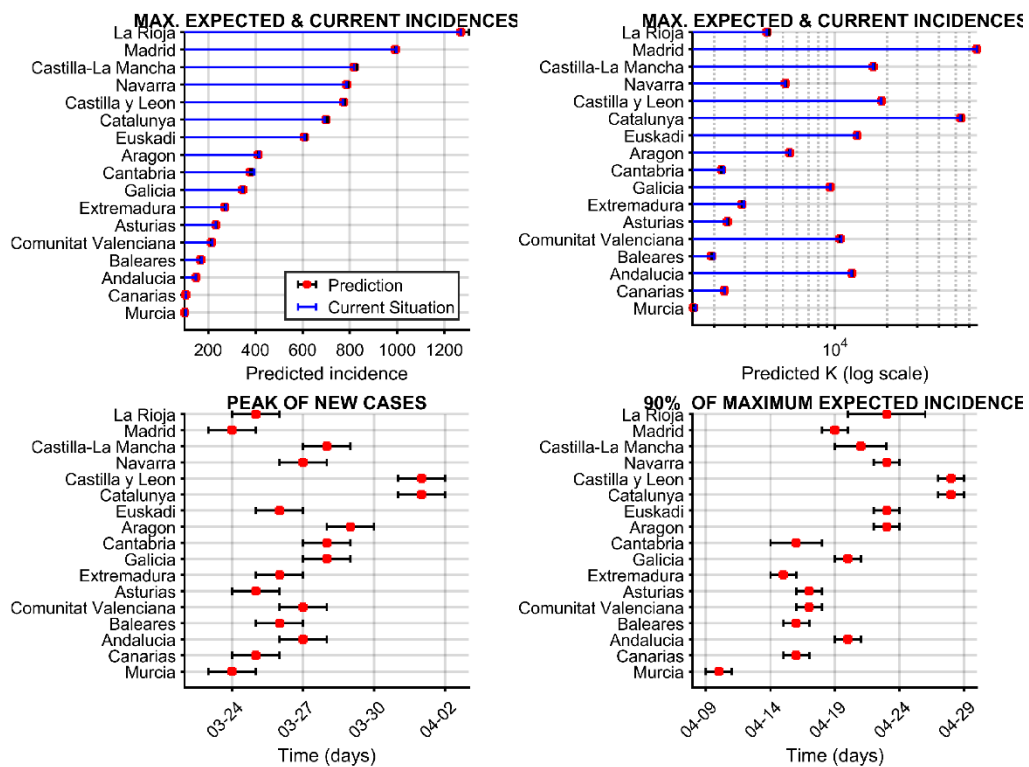 MAX. EXPECTED & CURRENT INCIDENCES
La Rioja
Madrid
Castilla-La Mancha
Navarra
Castilla y Leon
Catalunya
Euskadi
Aragon
Cantabria
Galicia
Extremadura
Asturias
Comunitat Valenciana
Baleares
Andalucia
Canarias
Murcia
Prediction
Current Situation
200 400 600 800 1000 1200
Predicted incidence
MAX. EXPECTED & CURRENT INCIDENCES
La Rioja
Madrid
Castilla-La Mancha
Navarra
Castilla y Leon
Catalunya
Euskadi
Aragon
Cantabria
Galicia
Extremadura
Asturias
Comunitat Valenciana
Baleares
Andalucia
Canarias
Murcia
10⁴
Predicted K (log scale)
PEAK OF NEW CASES
La Rioja
Madrid
Castilla-La Mancha
Navarra
Castilla y Leon
Catalunya
Euskadi
Aragon
Cantabria
Galicia
Extremadura
Asturias
Comunitat Valenciana
Baleares
Andalucia
Canarias
Murcia
03-24 03-27 03-30 04-02
Time (days)
90% OF MAXIMUM EXPECTED INCIDENCE
La Rioja
Madrid
Castilla-La Mancha
Navarra
Castilla y Leon
Catalunya
Euskadi
Aragon
Cantabria
Galicia
Extremadura
Asturias
Comunitat Valenciana
Baleares
Andalucia
Canarias
Murcia
04-09 04-14 04-19 04-24 04-29
Time (days)